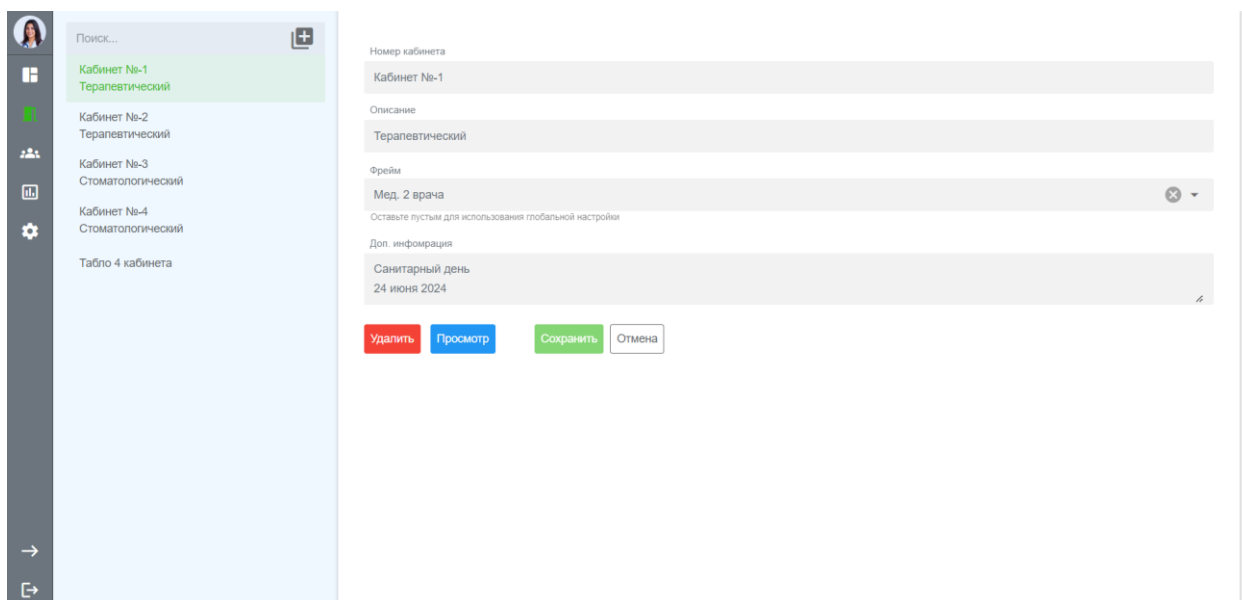 Поиск...
Кабинет №-1
Терапевтический
Кабинет №-2
Терапевтический
Кабинет №-3
Стоматологический
Кабинет №-4
Стоматологический
Табло 4 кабинета
Номер кабинета
Кабинет №-1
Описание
Терапевтический
Фрейм
Мед. 2 врача
Оставьте пустым для использования глобальной настройки
Доп. инфомрация
Санитарный день
24 июня 2024
Удалить Просмотр Сохранить Отмена